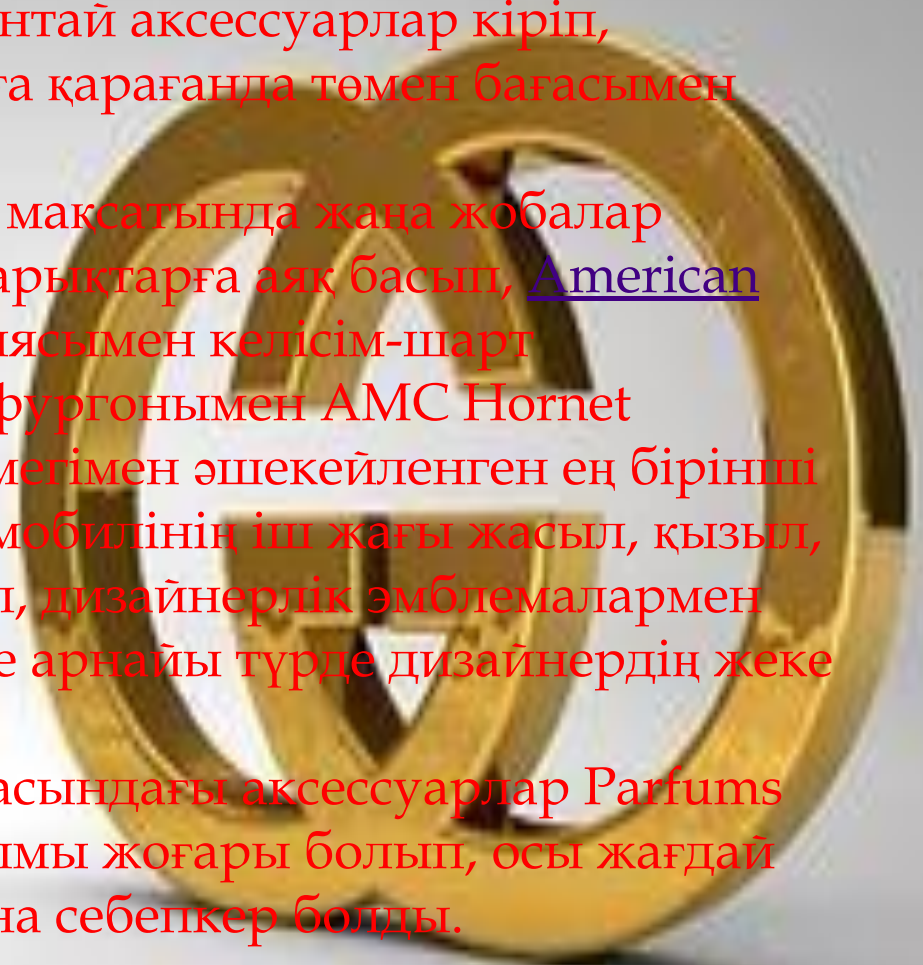 нтай аксессуарлар кіріп,
ға қарағанда төмен бағасымен
мақсатында жаңа жобалар
арықтарға аяқ басып, American
иясымен келісім-шарт
фургонымен AMC Hornet
мегімен әшекейленген ең бірінші
мобилінің іш жағы жасыл, қызыл,
л, дизайнерлік эмблемалармен
е арнайы түрде дизайнердің жеке
асындағы аксессуарлар Parfums
ымы жоғары болып, осы жағдай
на себепкер болды.